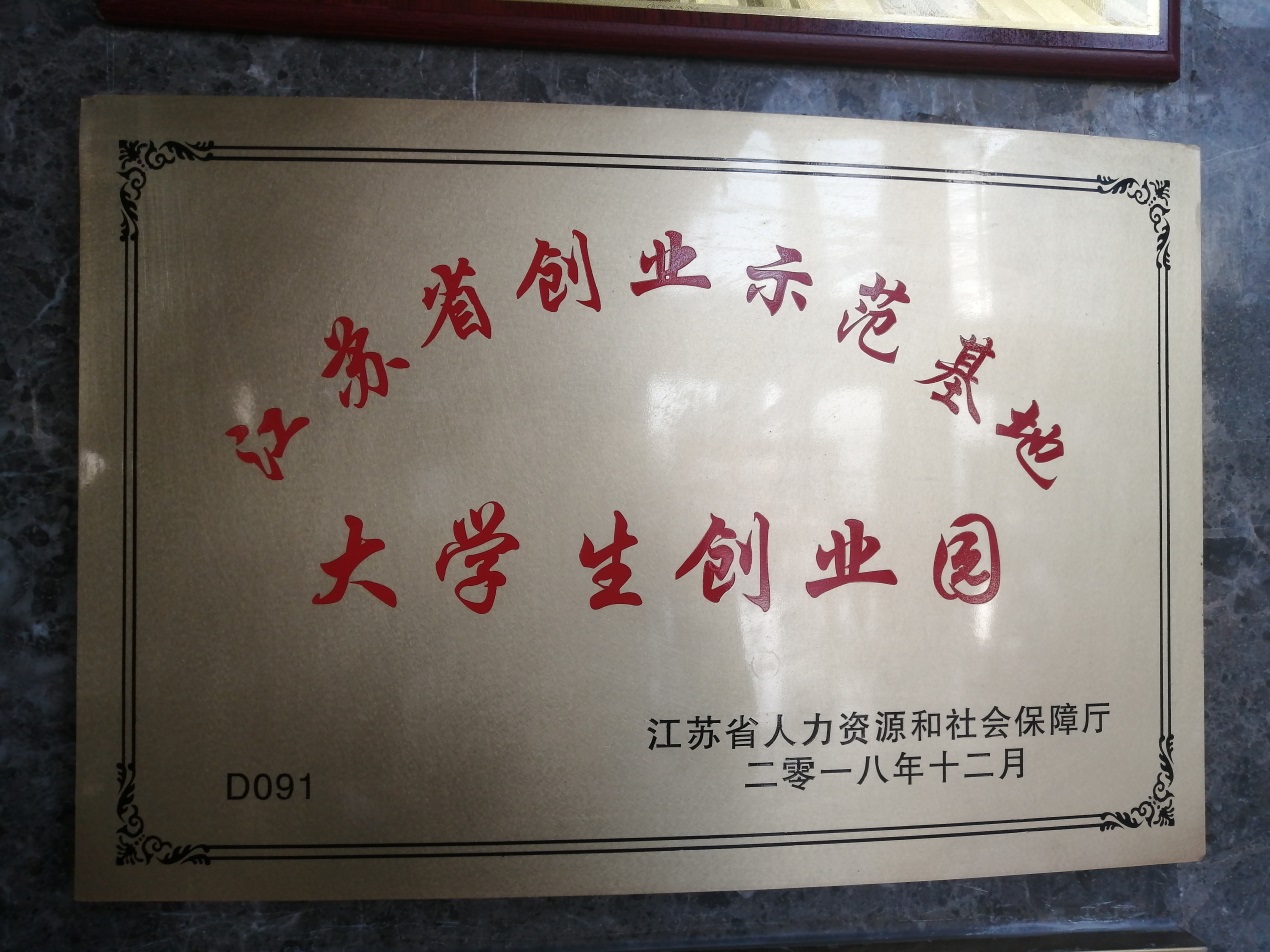 江苏省创业示范基地
大学生创业园
江苏省人力资源和社会保障厅
二零一八年十二月
D091